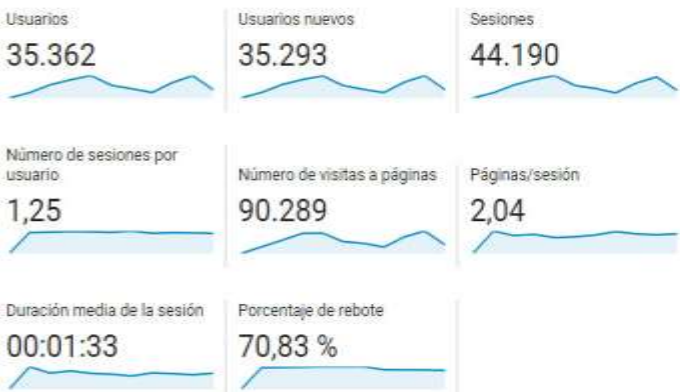 Usuarios
35.362
Usuarios nuevos
35.293
Sesiones
44.190
Número de sesiones por
usuario
1,25
Número de visitas a páginas
90.289
Páginas/sesión
2,04
Duración media de la sesión
00:01:33
Porcentaje de rebote
70,83 %